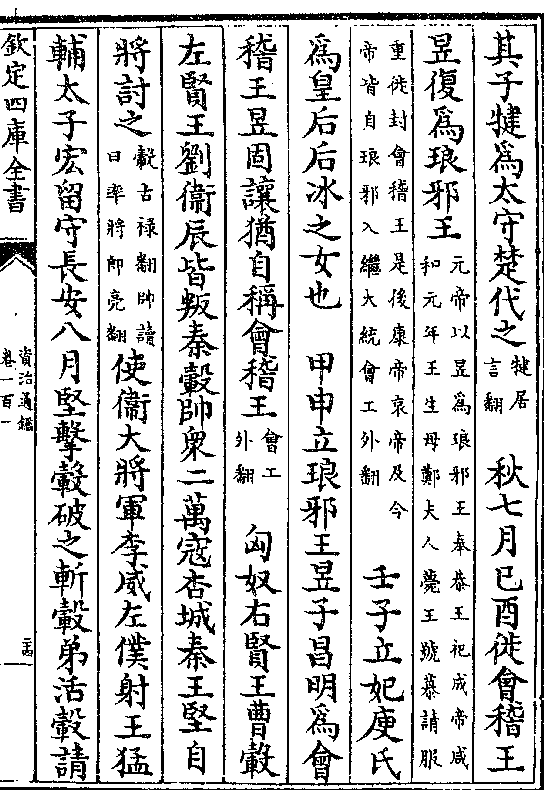 其子犍爲太守楚代之犍居言翻 秋七月己酉徙會稽王
昱復爲琅邪王元帝以昱爲琅邪王奉恭王祀成帝咸和元年王生母鄭夫人薨王號慕請服
重徙封會稽王是後康帝哀帝及今帝皆自琅邪入繼大統會工外翻 壬子立妃庾氏
爲皇后后冰之女也 甲申立琅邪王昱子昌明爲會
稽王昱固讓猶自稱會稽王會工外翻 匈奴右賢王曹轂
左賢王劉衞辰皆叛秦轂帥衆二萬寇杏城秦王堅自
將討之轂古祿翻帥讀曰率將即亮翻使衞大將軍李威左僕射王猛
輔太子宏留守長安八月堅擊轂破之斬轂弟活轂請
欽定四庫全書 資治通鑑卷一百一